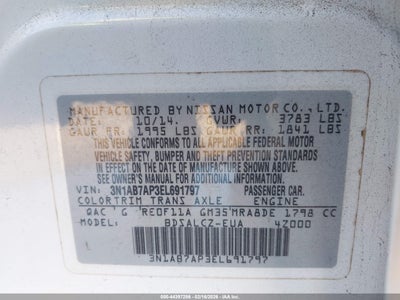 MANUFACTURED BY NISSAN MOTOR CO., LTD.
DATE: 10/14. GVWR: 3783 LBS
GAWR FR: 1995 LBS GAWR RR: 1841 LBS
THIS VEHICLE CONFORMS TO ALL APPLICABLE FEDERAL MOTOR
VEHICLE SAFETY, BUMPER AND THEFT PREVENTION STANDARDS
IN EFFECT ON THE DATE OF MANUFACTURE SHOWN ABOVE.
SEE OWNER'S MANUAL FOR ADDITIONAL INFORMATION.
VIN: 3N1AB7AP3EL691797 PASSENGER CAR.
COLOR TRIM TRANS AXLE ENGINE
QAC G RE0F11A GM35 MRA8DE 1798 CC
MODEL: BDSALCZ-EUA 4Z000
3N1AB7AP3EL691797